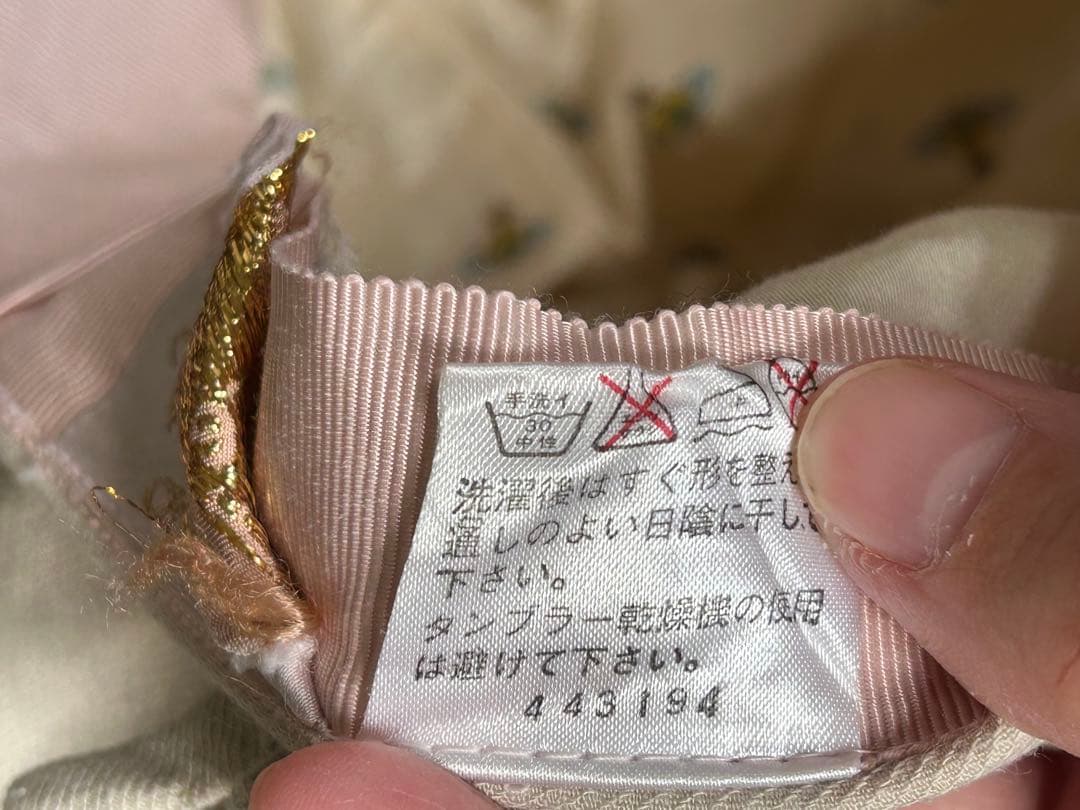 手洗イ
30
中性
洗濯後はすぐ形を整え
通しのよい日陰に干して
下さい。
タンブラー乾燥機の使用
は避けて下さい。
443194